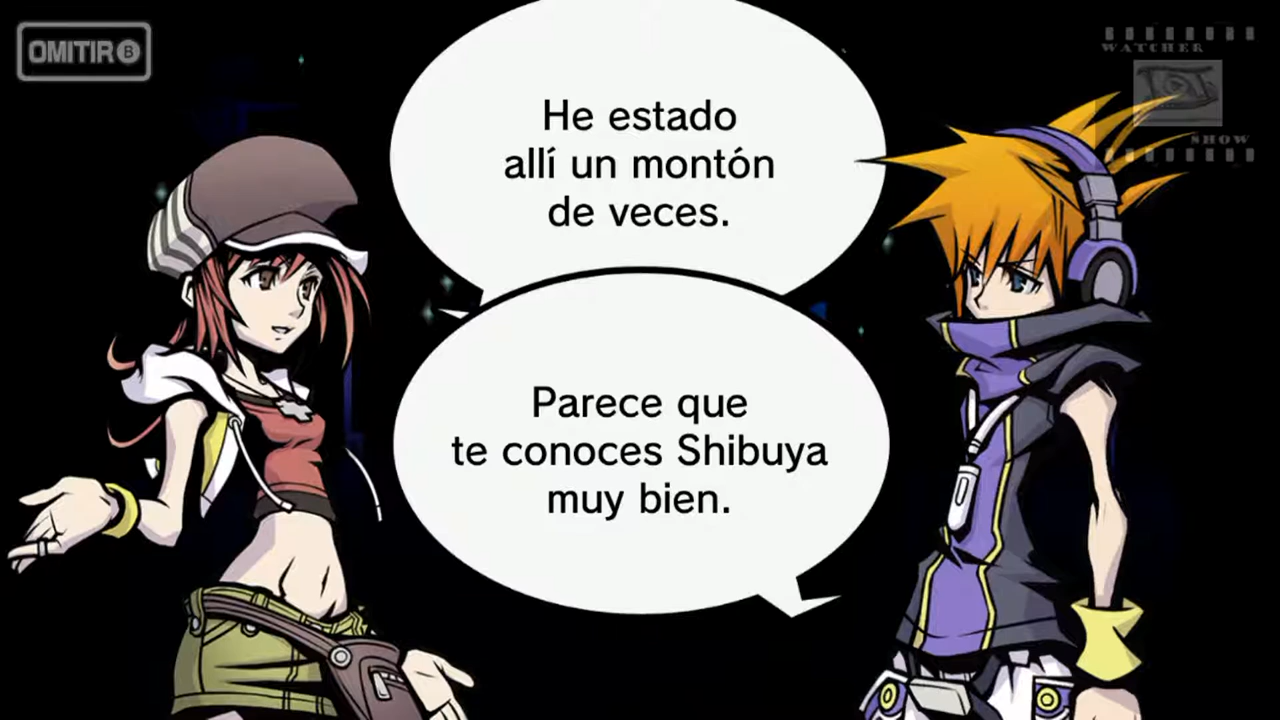 OMITIR B
WATCHER
SHOW
He estado
allí un montón
de veces.
Parece que
te conoces Shibuya
muy bien.